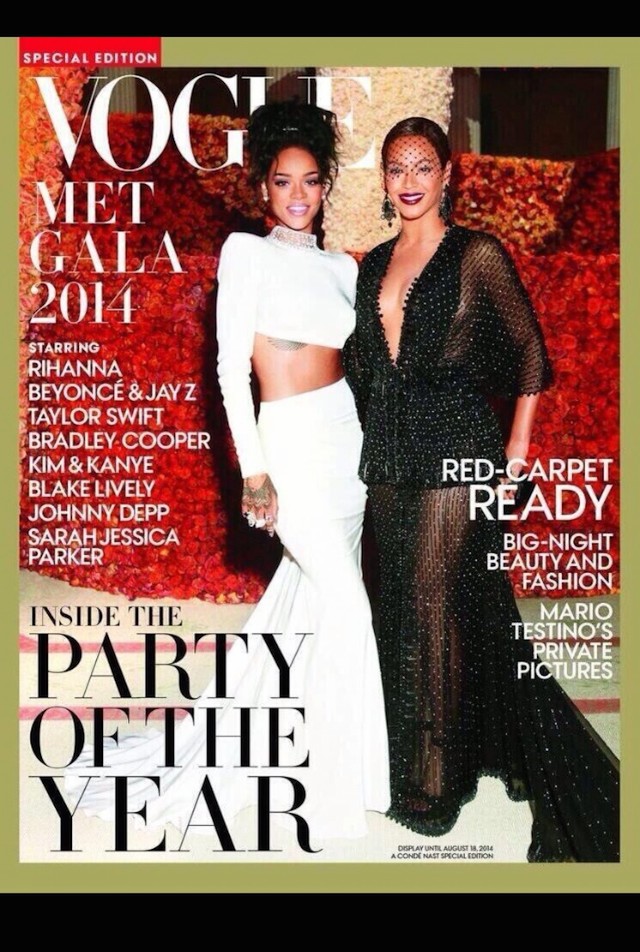 SPECIAL EDITION
VOGUE
MET
GALA
2014
STARRING
RIHANNA
BEYONCÉ & JAY Z
TAYLOR SWIFT
BRADLEY COOPER
KIM & KANYE
BLAKE LIVELY
JOHNNY DEPP
SARAH JESSICA
PARKER
RED-CARPET
READY
BIG-NIGHT
BEAUTY AND
FASHION
MARIO
TESTINO'S
PRIVATE
PICTURES
INSIDE THE
PARTY
OF THE
YEAR
DISPLAY UNTIL AUGUST 18, 2014
A CONDÉ NAST SPECIAL EDITION